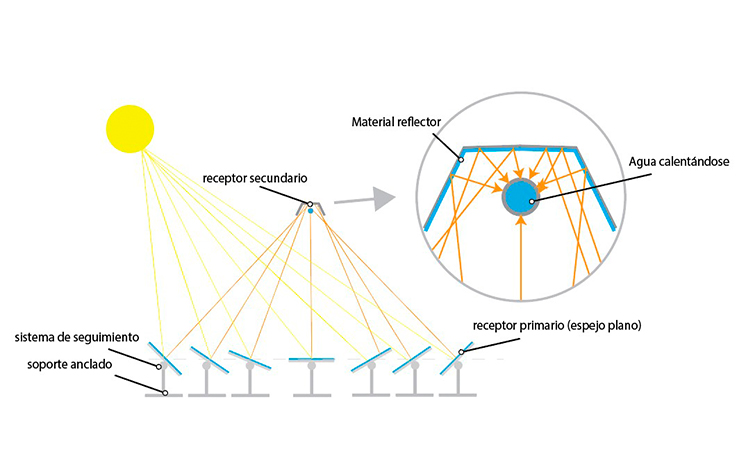 Material reflector
Agua calentándose
receptor secundario
sistema de seguimiento
receptor primario (espejo plano)
soporte anclado